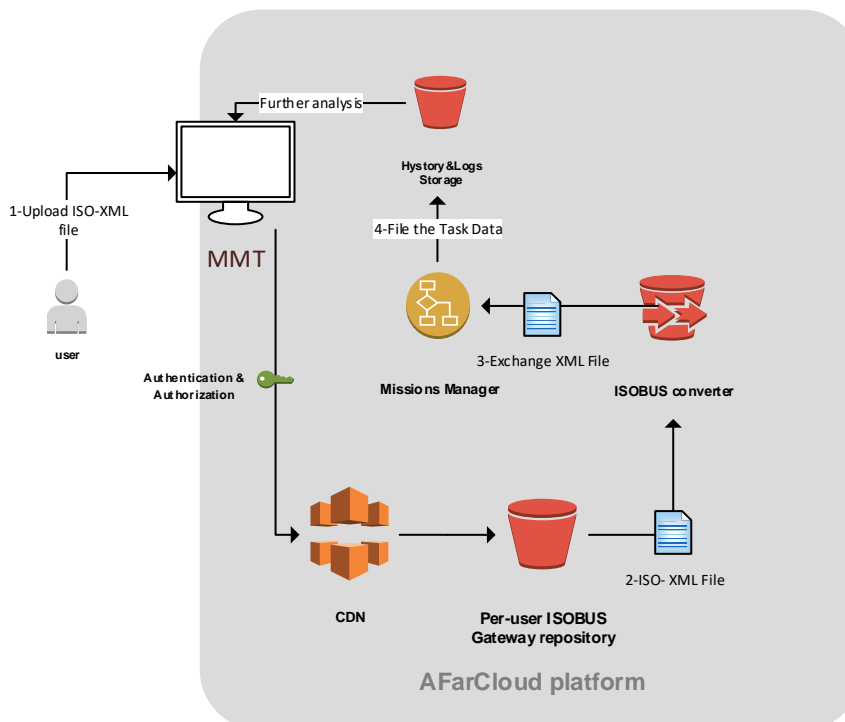 Further analysis
Hystory&Logs
Storage
1-Upload ISO-XML
file
4-File the Task Data
MMT
user
3-Exchange XML File
Authentication &
Authorization
Missions Manager
ISOBUS converter
2-ISO- XML File
CDN
Per-user ISOBUS
Gateway repository
AFarCloud platform